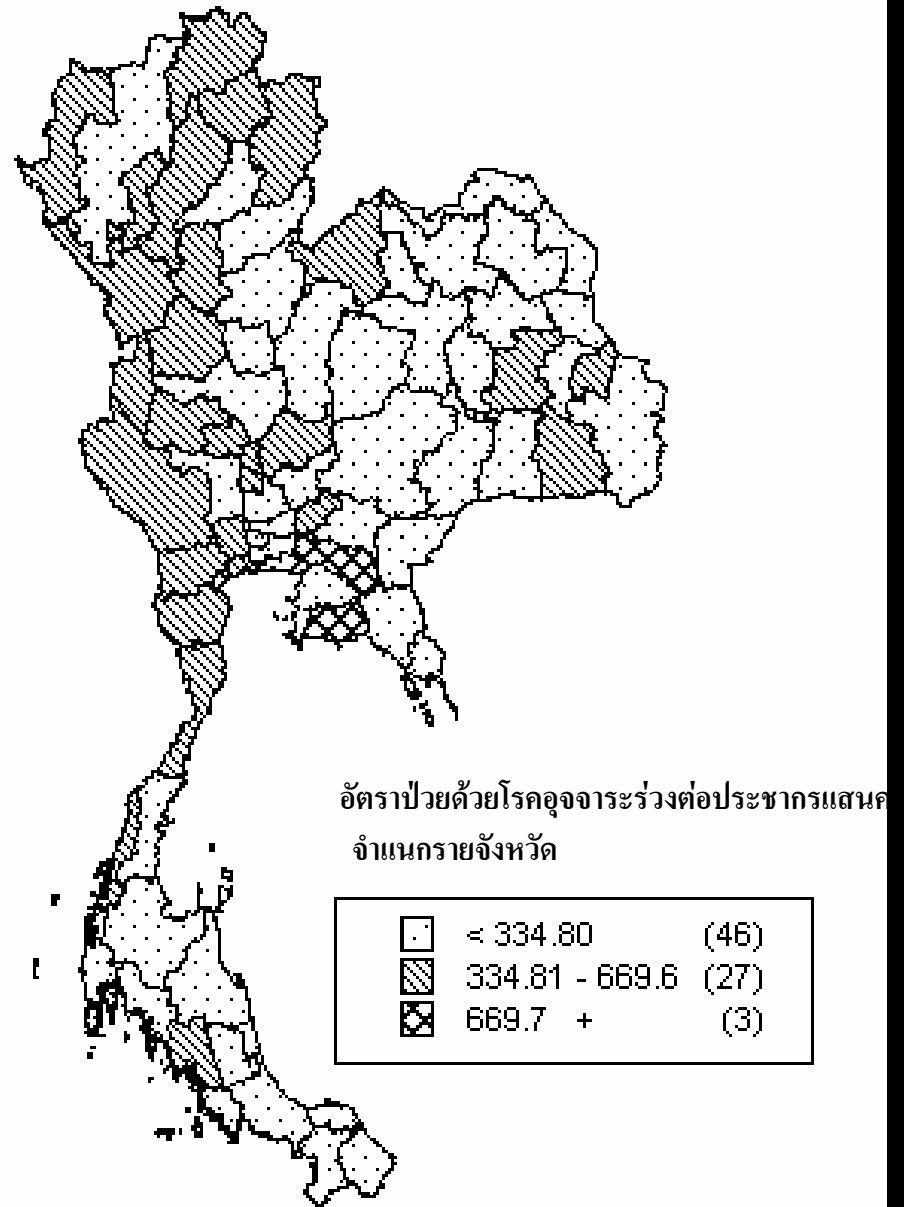 อัตราป่วยด้วยโรคอุจจาระร่วงต่อประชากรแสนค
จำแนกรายจังหวัด
< 334.80 (46)
334.81 - 669.6 (27)
669.7 + (3)